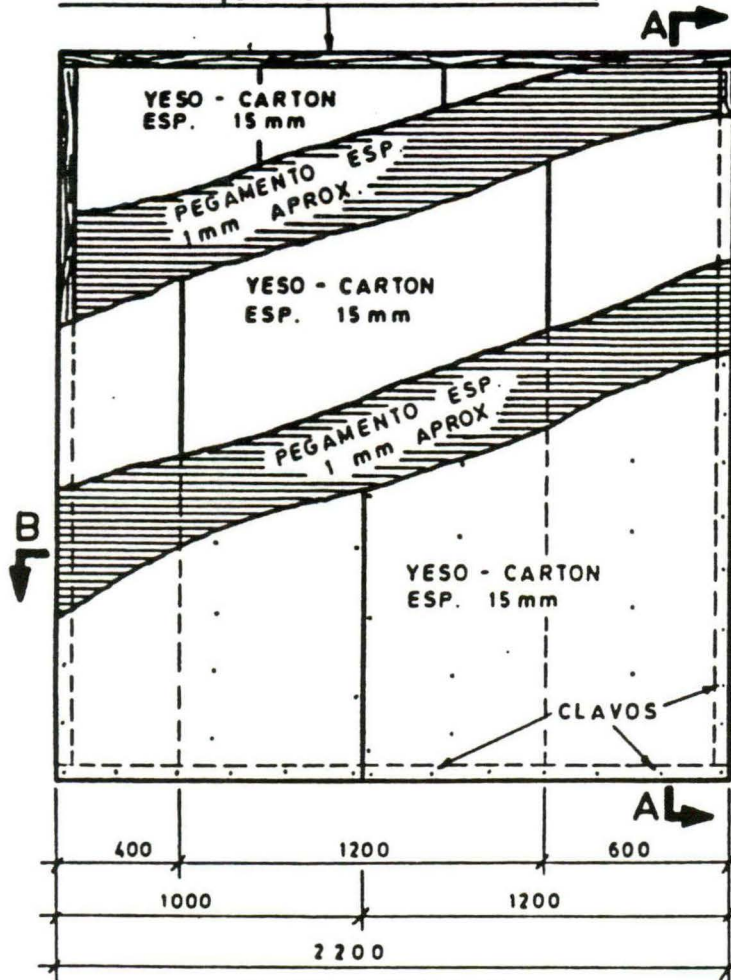 A
YESO - CARTON
ESP. 15 mm
PEGAMENTO ESP.
1 mm APROX.
YESO - CARTON
ESP. 15 mm
PEGAMENTO ESP.
1 mm APROX
B
YESO - CARTON
ESP. 15 mm
CLAVOS
A
400 1200 600
1000 1200
2200